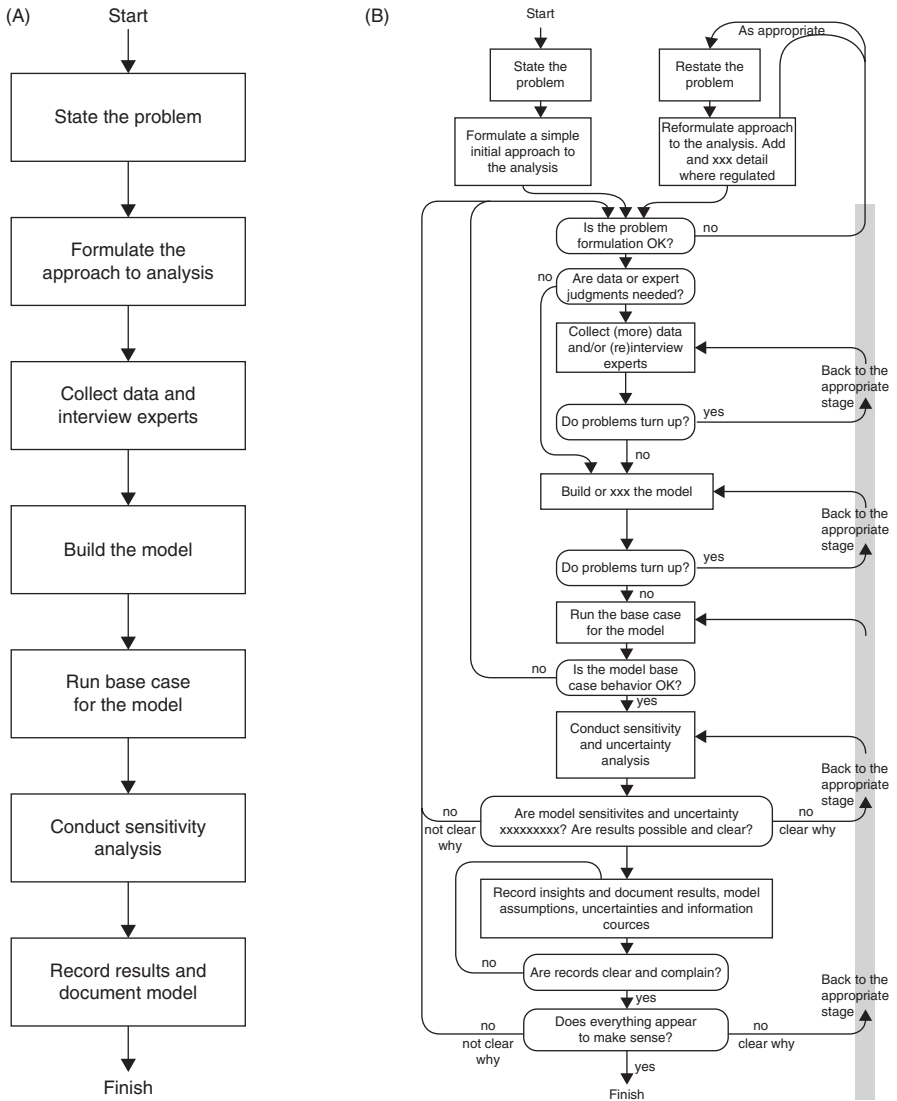 (A)
Start
State the problem
Formulate the
approach to analysis
Collect data and
interview experts
Build the model
Run base case
for the model
Conduct sensitivity
analysis
Record results and
document model
Finish
(B)
Start
State the
problem
Formulate a simple
initial approach to
the analysis
As appropriate
Restate the
problem
Reformulate approach
to the analysis. Add
and xxx detail
where regulated
Is the problem
formulation OK?
no
no
Are data or expert
judgments needed?
Collect (more) data
and/or (re)interview
experts
Back to the
appropriate
stage
Do problems turn up?
yes
no
Build or xxx the model
Back to the
appropriate
stage
Do problems turn up?
yes
no
Run the base case
for the model
no
Is the model base
case behavior OK?
yes
Conduct sensitivity
and uncertainty
analysis
Back to the
appropriate
stage
no
not clear
why
Are model sensitivites and uncertainty
xxxxxxxxx? Are results possible and clear?
no
clear why
Record insights and document results, model
assumptions, uncertainties and information
cources
no
Are records clear and complain?
yes
Back to the
appropriate
stage
no
not clear
why
Does everything appear
to make sense?
no
clear why
yes
Finish